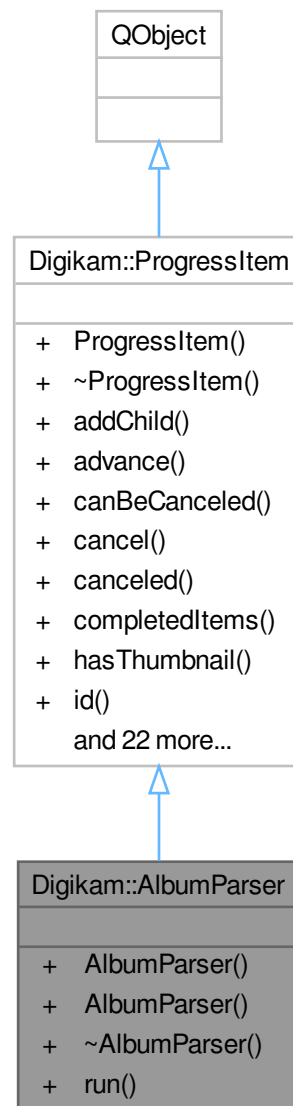 QObject
Digikam::ProgressItem
+ ProgressItem()
+ ~ProgressItem()
+ addChild()
+ advance()
+ canBeCanceled()
+ cancel()
+ canceled()
+ completedItems()
+ hasThumbnail()
+ id()
and 22 more...
Digikam::AlbumParser
+ AlbumParser()
+ AlbumParser()
+ ~AlbumParser()
+ run()